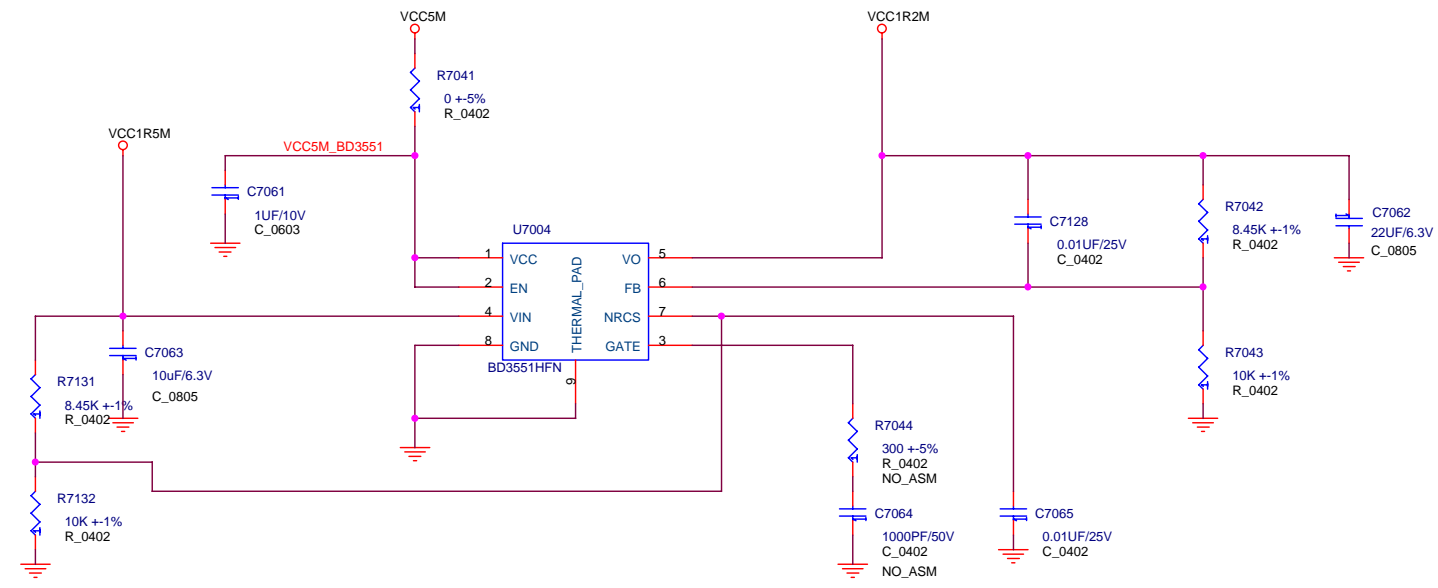 VCC5M
VCC1R2M
R7041
0 +-5%
R_0402
VCC1R5M
VCC5M_BD3551
C7061
1UF/10V
C_0603
C7128
0.01UF/25V
C_0402
R7042
8.45K +-1%
R_0402
C7062
22UF/6.3V
C_0805
U7004
1 VCC
2 EN
4 VIN
8 GND
THERMAL_PAD
9
VO 5
FB 6
NRCS 7
GATE 3
BD3551HFN
C7063
10uF/6.3V
C_0805
R7131
8.45K +-1%
R_0402
R7043
10K +-1%
R_0402
R7044
300 +-5%
R_0402
NO_ASM
R7132
10K +-1%
R_0402
C7064
1000PF/50V
C_0402
NO_ASM
C7065
0.01UF/25V
C_0402